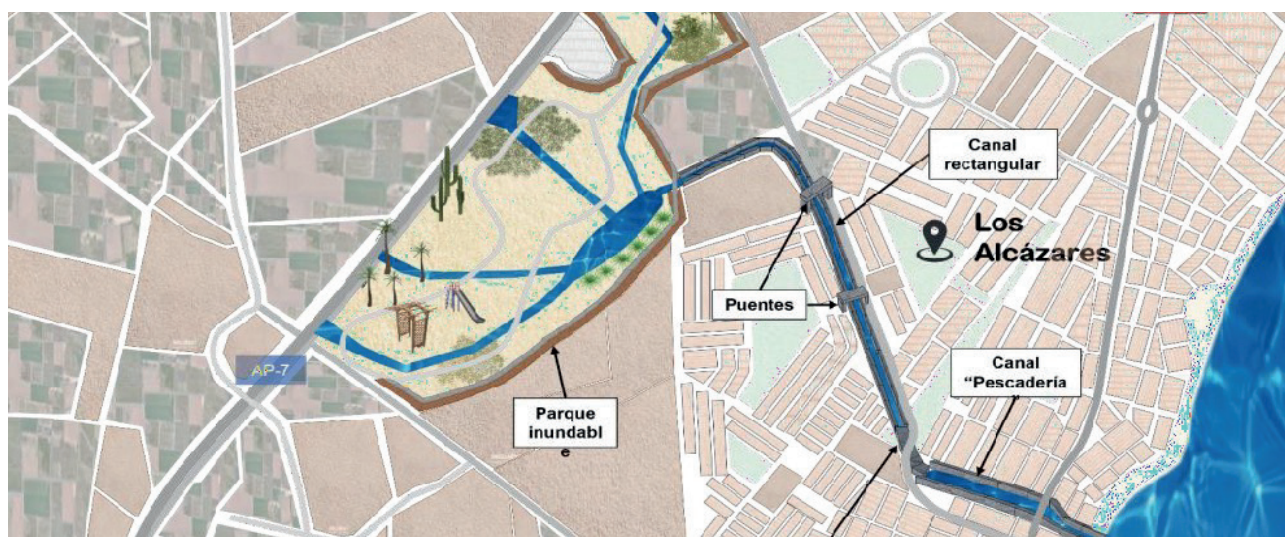 Canal
rectangular
Los
Alcázares
Puentes
Canal
“Pescadería
AP-7
Parque
inundabl
e